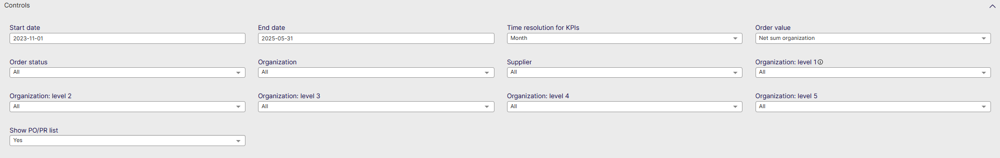 Controls
Start date
End date
Time resolution for KPIs
Order value
2023-11-01
2025-05-31
Month
Net sum organization
Order status
Organization
Supplier
Organization: level 1
All
All
All
All
Organization: level 2
Organization: level 3
Organization: level 4
Organization: level 5
All
All
All
All
Show PO/PR list
Yes